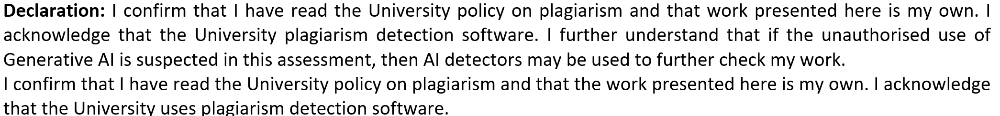 Declaration: I confirm that I have read the University policy on plagiarism and that work presented here is my own. I
acknowledge that the University plagiarism detection software. I further understand that if the unauthorised use of
Generative AI is suspected in this assessment, then AI detectors may be used to further check my work.
I confirm that I have read the University policy on plagiarism and that the work presented here is my own. I acknowledge
that the University uses plagiarism detection software.